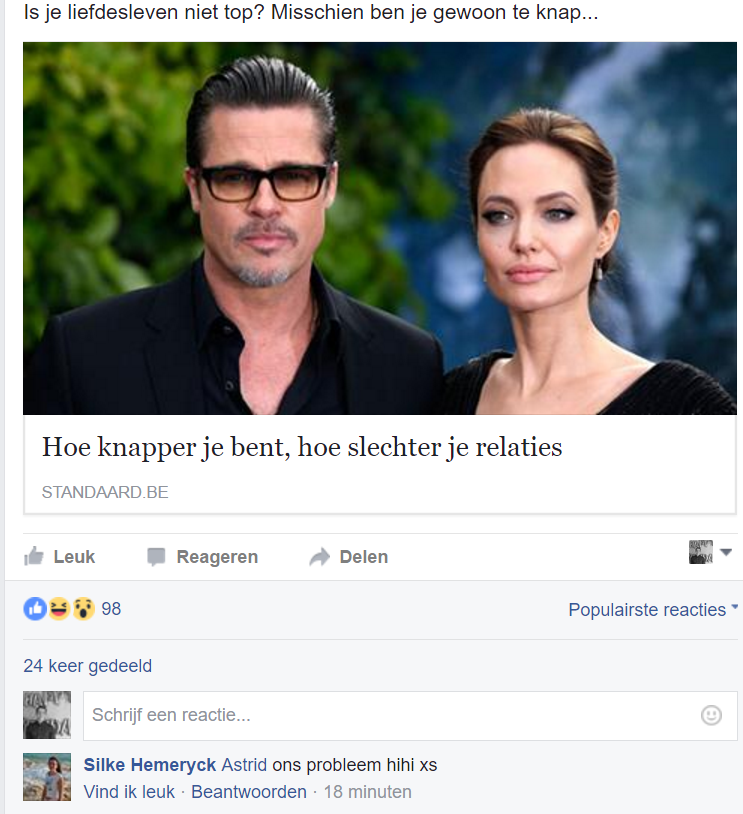 Is je liefdesleven niet top? Misschien ben je gewoon te knap...
Hoe knapper je bent, hoe slechter je relaties
STANDAARD.BE
Leuk Reageren Delen
98 Populairste reacties
24 keer gedeeld
Schrijf een reactie...
Silke Hemeryck Astrid ons probleem hihi xs
Vind ik leuk · Beantwoorden · 18 minuten